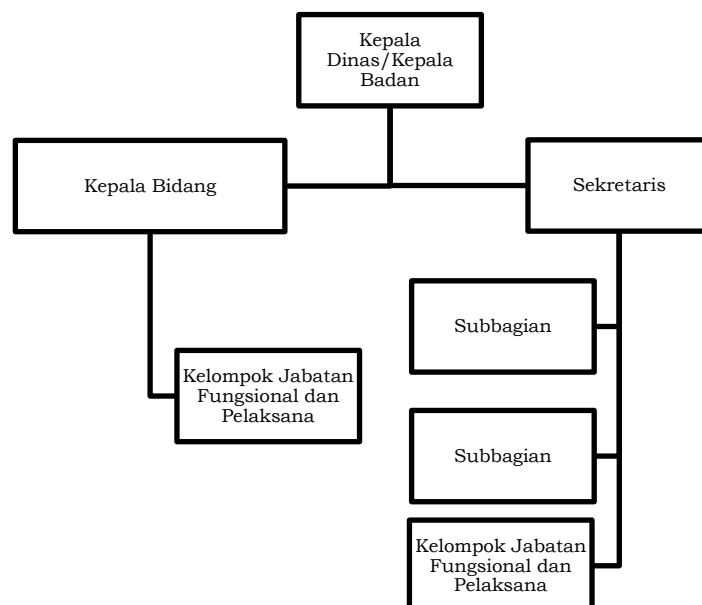 Kepala
Dinas/Kepala
Badan
Kepala Bidang
Sekretaris
Subbagian
Kelompok Jabatan
Fungsional dan
Pelaksana
Subbagian
Kelompok Jabatan
Fungsional dan
Pelaksana